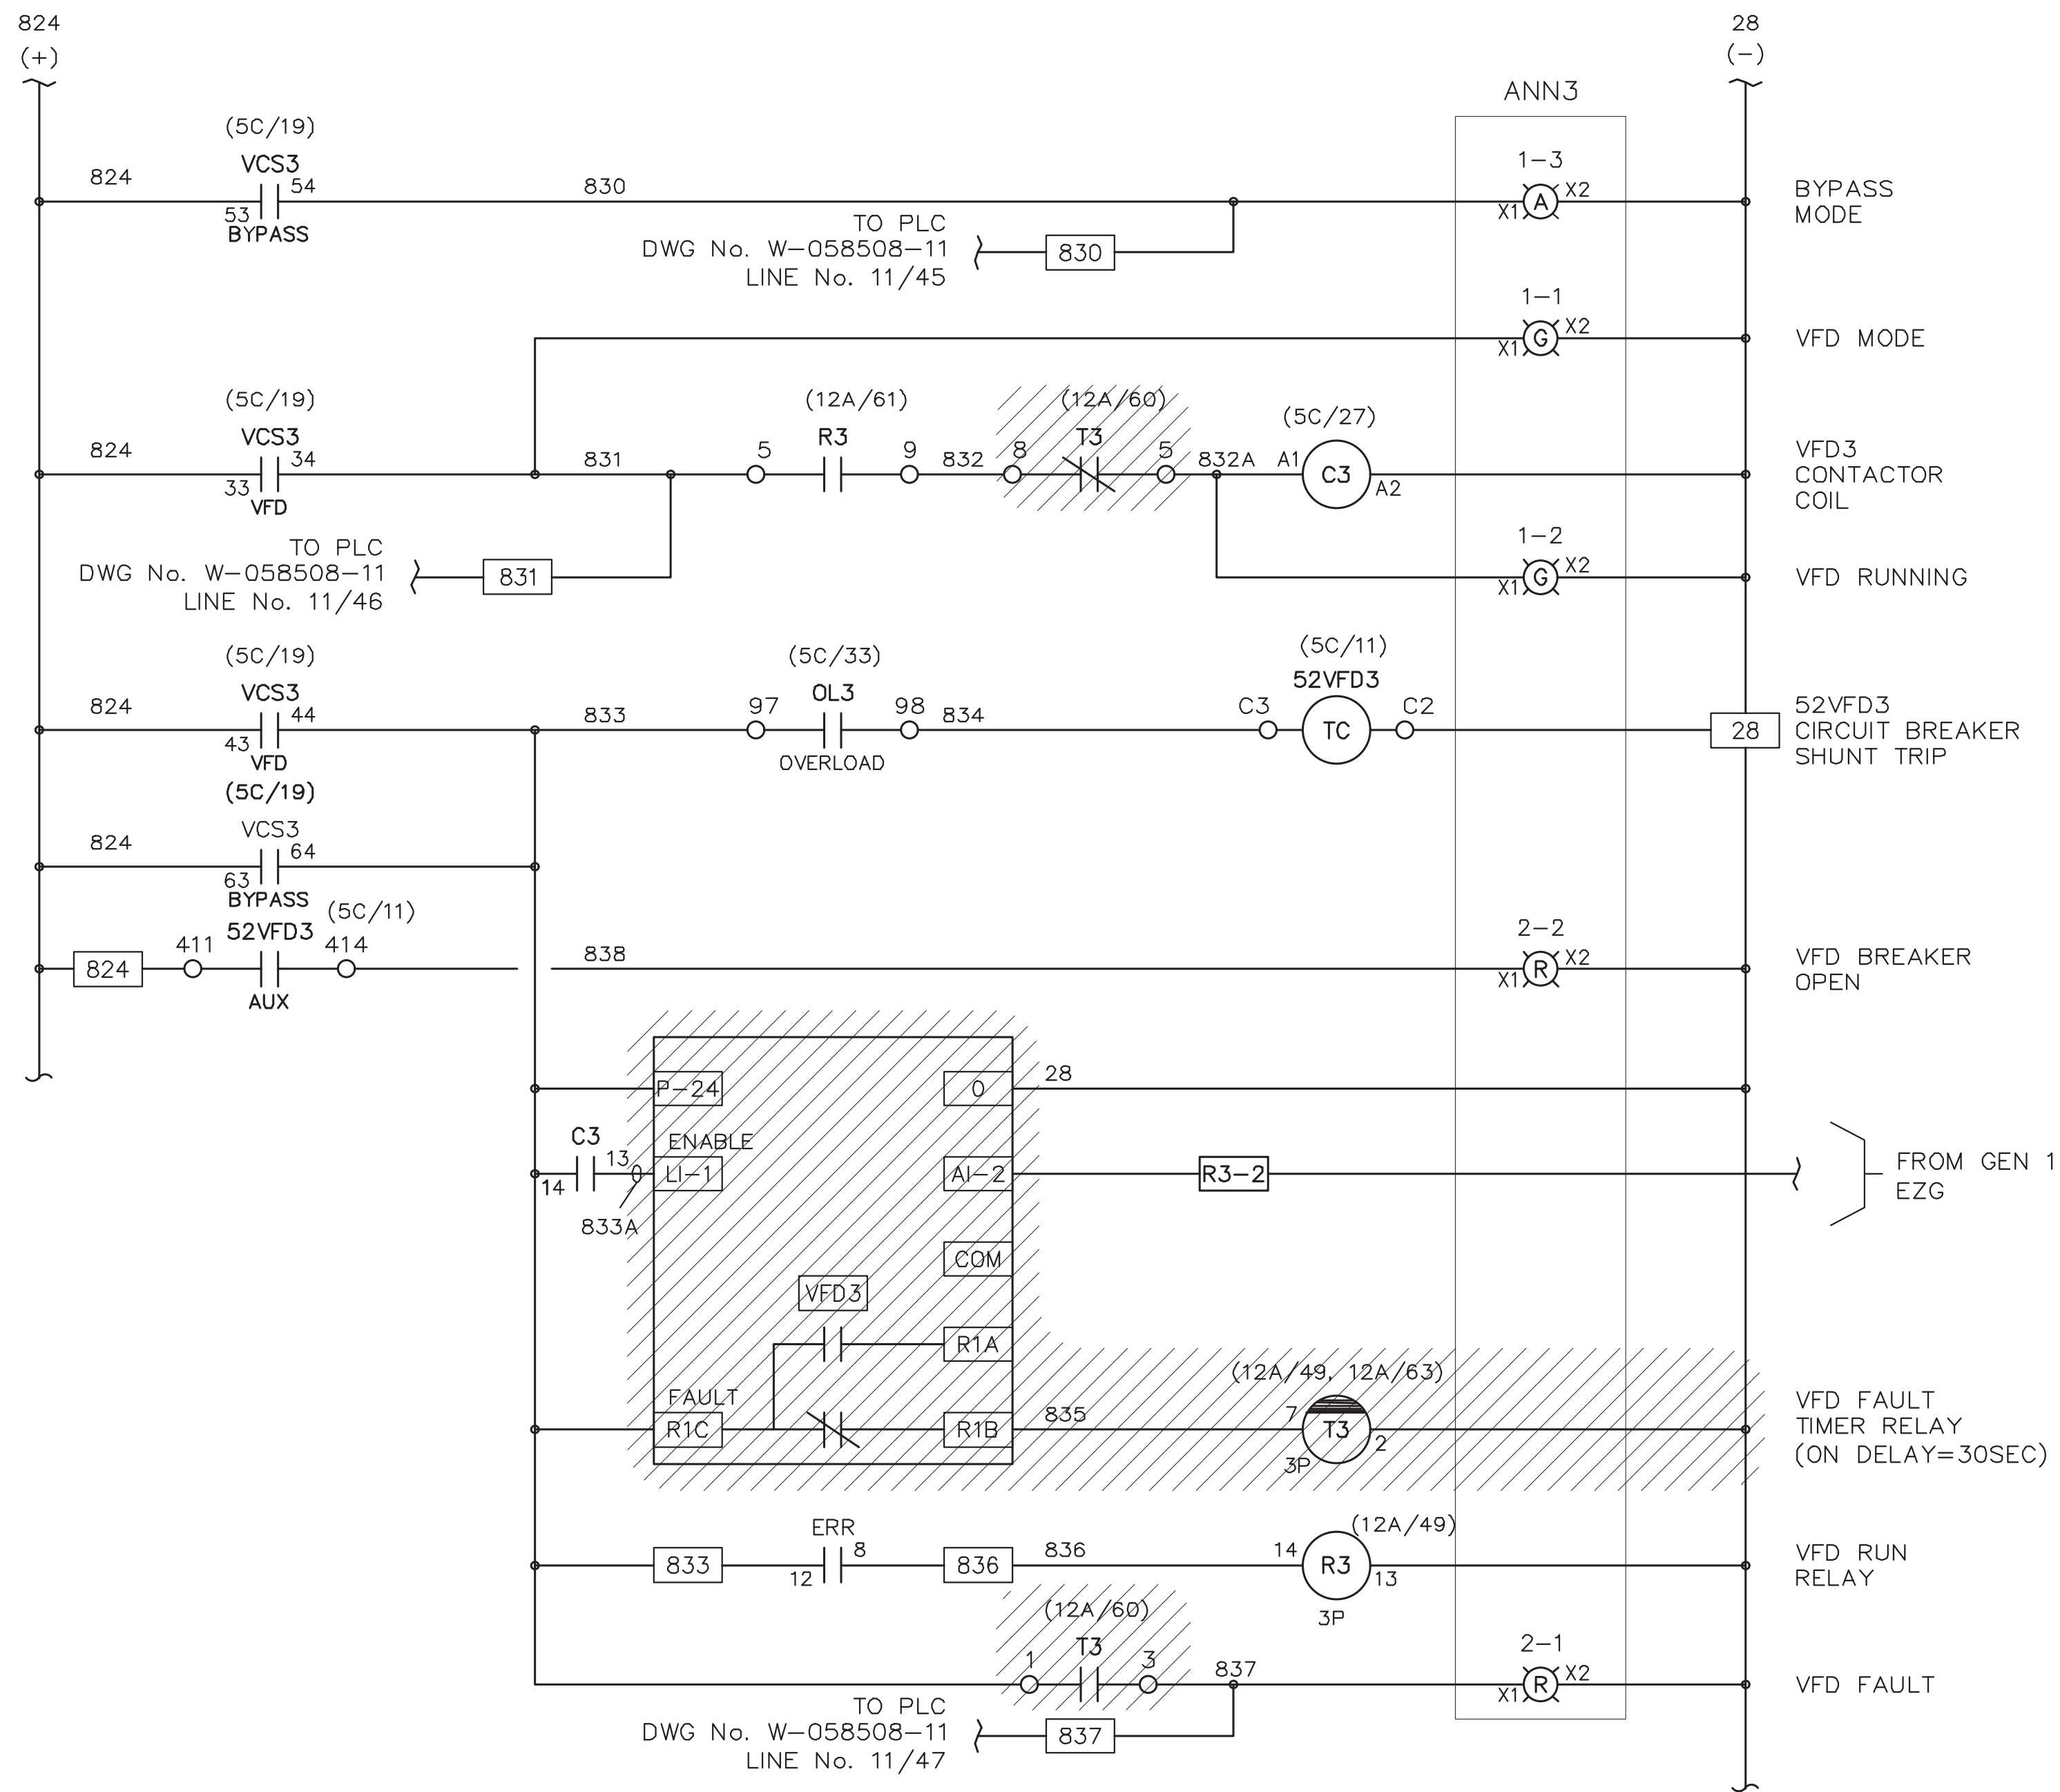 824
(+)
28
(-)
ANN3
(5C/19)
VCS3
824
54
53
BYPASS
830
1-3
A
X1
X2
BYPASS
MODE
TO PLC
DWG No. W-058508-11
LINE No. 11/45
830
1-1
G
X1
X2
VFD MODE
(5C/19)
VCS3
824
34
33
VFD
831
(12A/61)
R3
5
9
832
(12A/60)
T3
8
5
832A
(5C/27)
A1
C3
A2
VFD3
CONTACTOR
COIL
TO PLC
DWG No. W-058508-11
LINE No. 11/46
831
1-2
G
X1
X2
VFD RUNNING
(5C/19)
VCS3
824
44
43
VFD
833
(5C/33)
OL3
97
98
OVERLOAD
834
(5C/11)
52VFD3
C3
TC
C2
28
52VFD3
CIRCUIT BREAKER
SHUNT TRIP
(5C/19)
VCS3
824
64
63
BYPASS
(5C/11)
52VFD3
824
411
414
AUX
838
2-2
R
X1
X2
VFD BREAKER
OPEN
P-24
0
28
C3
14
13
833A
ENABLE
LI-1
AI-2
R3-2
FROM GEN 1
EZG
COM
VFD3
R1A
FAULT
R1C
R1B
835
(12A/49, 12A/63)
7
T3
2
3P
VFD FAULT
TIMER RELAY
(ON DELAY=30SEC)
833
ERR
12
8
836
836
(12A/49)
14
R3
13
3P
VFD RUN
RELAY
(12A/60)
T3
1
3
837
2-1
R
X1
X2
VFD FAULT
TO PLC
DWG No. W-058508-11
LINE No. 11/47
837